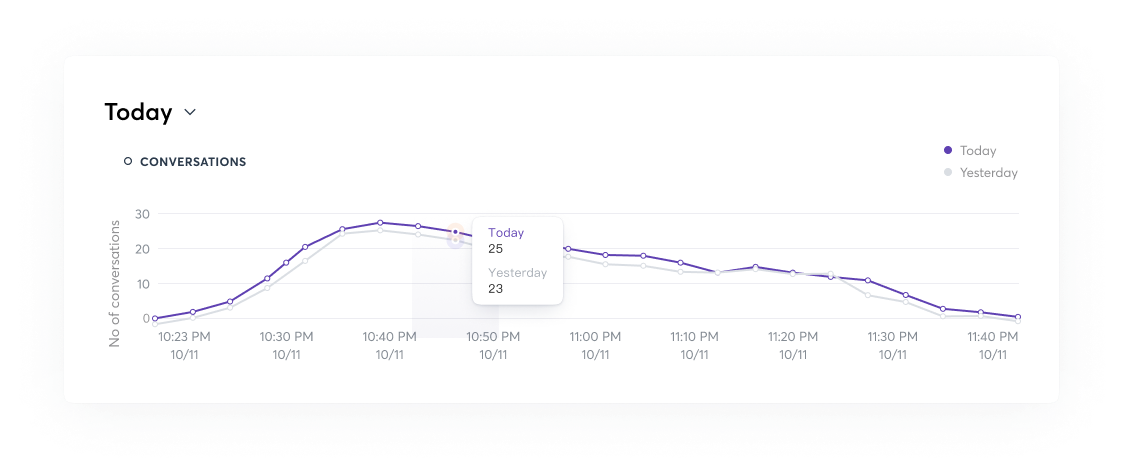 Today
CONVERSATIONS
Today
Yesterday
No of conversations
30
20
10
0
Today
25
Yesterday
23
10:23 PM
10/11
10:30 PM
10/11
10:40 PM
10/11
10:50 PM
10/11
11:00 PM
10/11
11:10 PM
10/11
11:20 PM
10/11
11:30 PM
10/11
11:40 PM
10/11